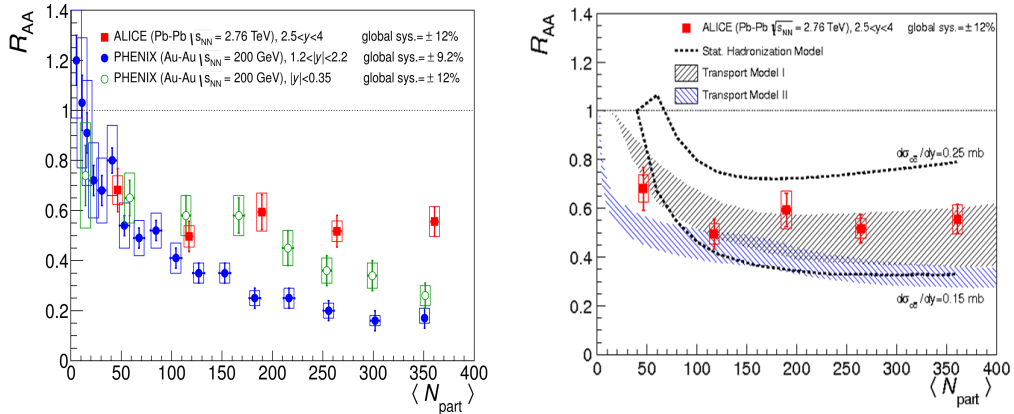 R_AA
1.4
1.2
1
0.8
0.6
0.4
0.2
0
ALICE (Pb-Pb √s_NN = 2.76 TeV), 2.5<y<4 global sys.= ± 12%
PHENIX (Au-Au √s_NN = 200 GeV), 1.2<|y|<2.2 global sys.= ± 9.2%
PHENIX (Au-Au √s_NN = 200 GeV), |y|<0.35 global sys.= ± 12%
0 50 100 150 200 250 300 350 400
⟨N_part⟩
R_AA
1.4
1.2
1
0.8
0.6
0.4
0.2
0
ALICE (Pb-Pb √s_NN = 2.76 TeV), 2.5<y<4 global sys.= ± 12%
Stat. Hadronization Model
Transport Model I
Transport Model II
dσ_cc̄/dy=0.25 mb
dσ_cc̄/dy=0.15 mb
0 50 100 150 200 250 300 350 400
⟨N_part⟩